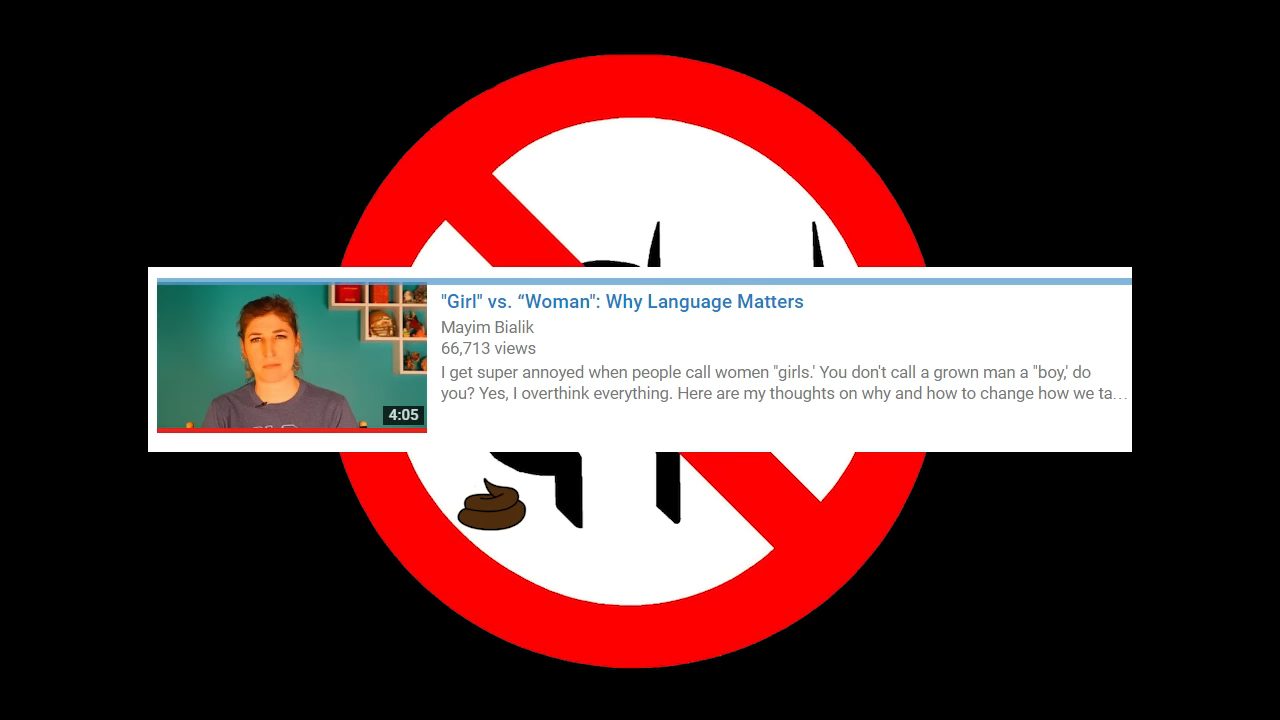 "Girl" vs. “Woman": Why Language Matters
Mayim Bialik
66,713 views
I get super annoyed when people call women "girls.' You don't call a grown man a "boy,' do
you? Yes, I overthink everything. Here are my thoughts on why and how to change how we ta…
4:05